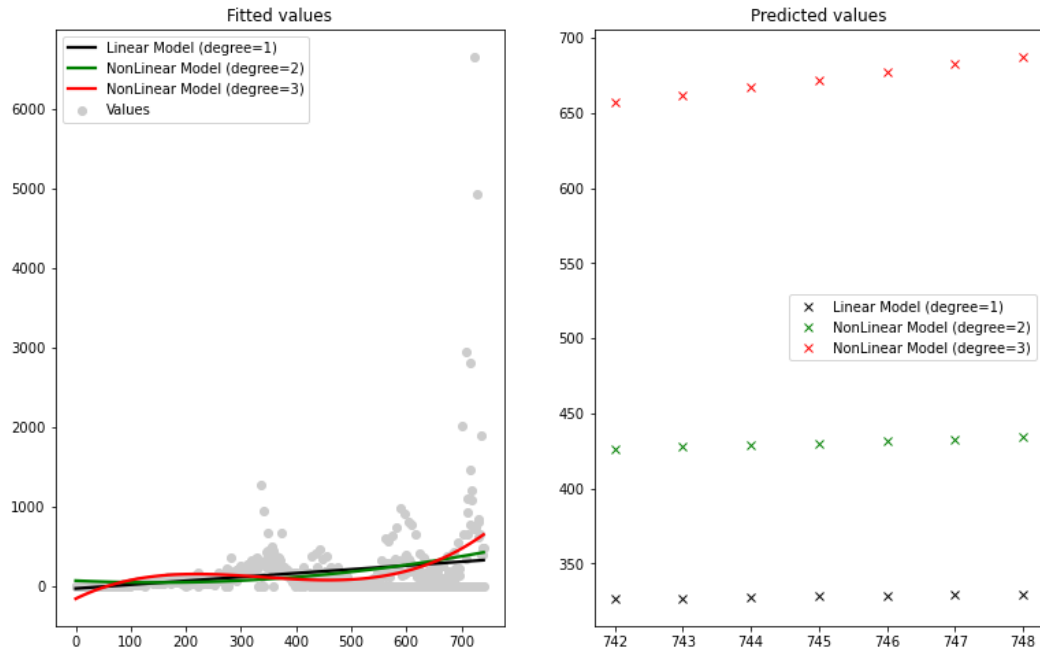 Fitted values
Linear Model (degree=1)
NonLinear Model (degree=2)
NonLinear Model (degree=3)
Values
6000
5000
4000
3000
2000
1000
0
0 100 200 300 400 500 600 700
Predicted values
700
650
600
550
500
450
400
350
Linear Model (degree=1)
NonLinear Model (degree=2)
NonLinear Model (degree=3)
742 743 744 745 746 747 748